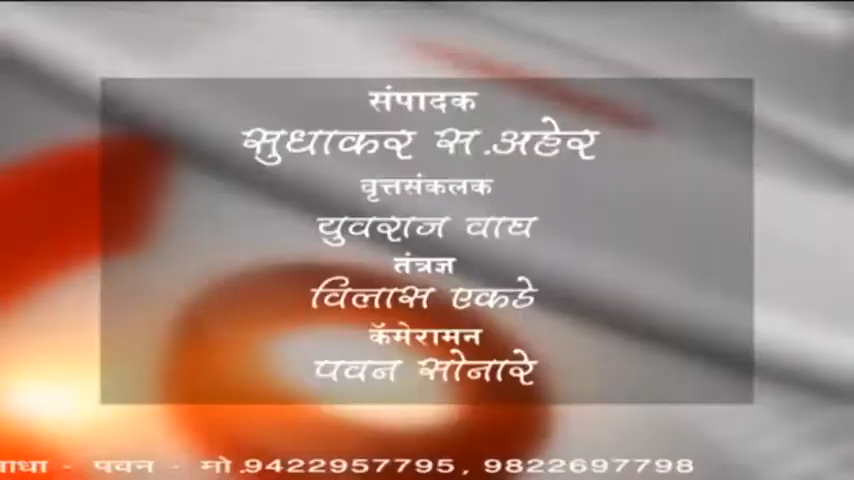 संपादक
सुधाकर स.अहेर
वृत्तसंकलक
युवराज वाघ
तंत्रज्ञ
विलास एकडे
कॅमेरामन
पवन सोनारे
- पवन - मो.9422957795, 9822697798